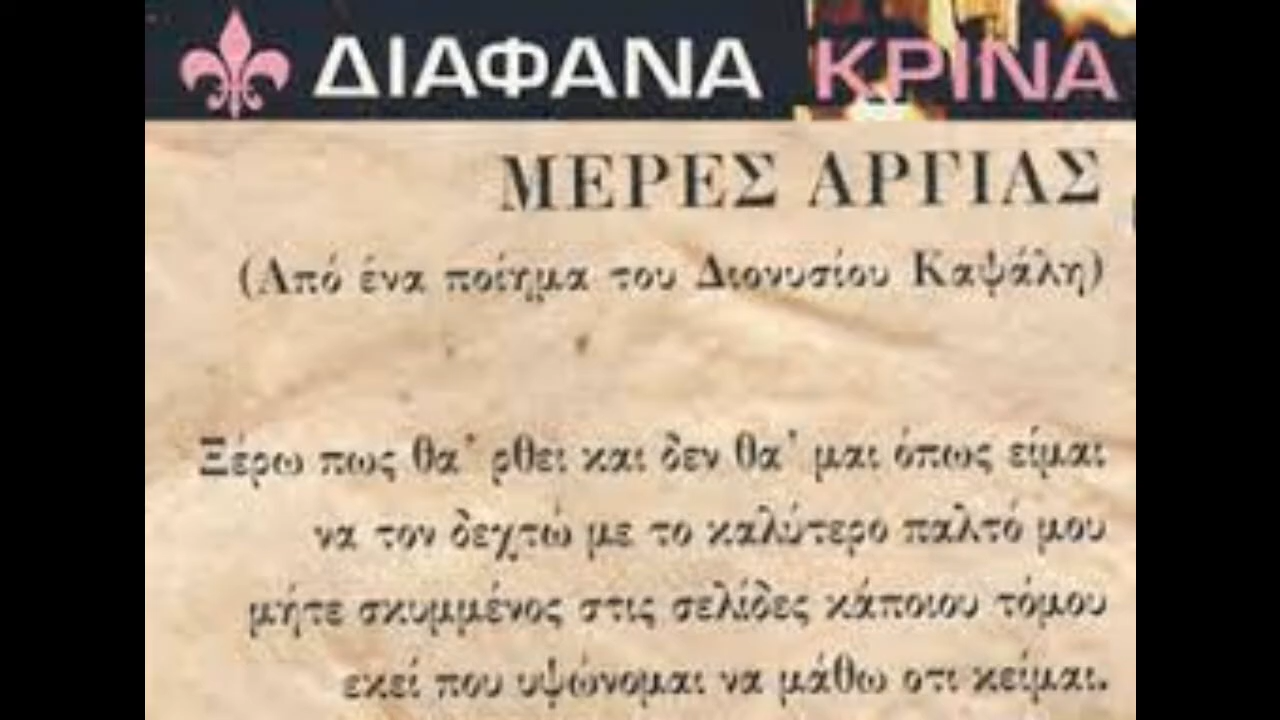 ΔΙΑΦΑΝΑ ΚΡΙΝΑ
ΜΕΡΕΣ ΑΡΓΙΑΣ
(Από ένα ποίημα του Διονυσίου Καψάλη)
Ξέρω πως θα' ρθει και δεν θα' μαι όπως είμαι
να τον δεχτώ με το καλύτερο παλτό μου
μήτε σκυμμένος στις σελίδες κάποιου τόμου
εκεί που υψώνομαι να μάθω οτι κείμαι.